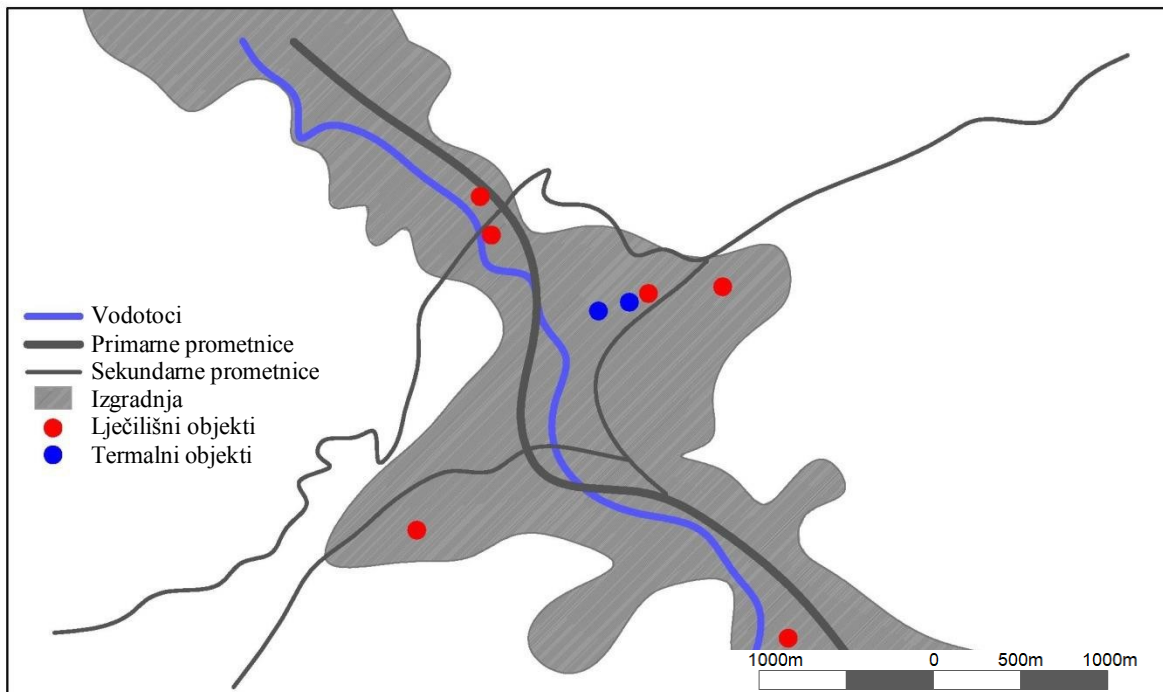 Vodotoci
Primarne prometnice
Sekundarne prometnice
Izgradnja
Lječilišni objekti
Termalni objekti
1000m 0 500m 1000m